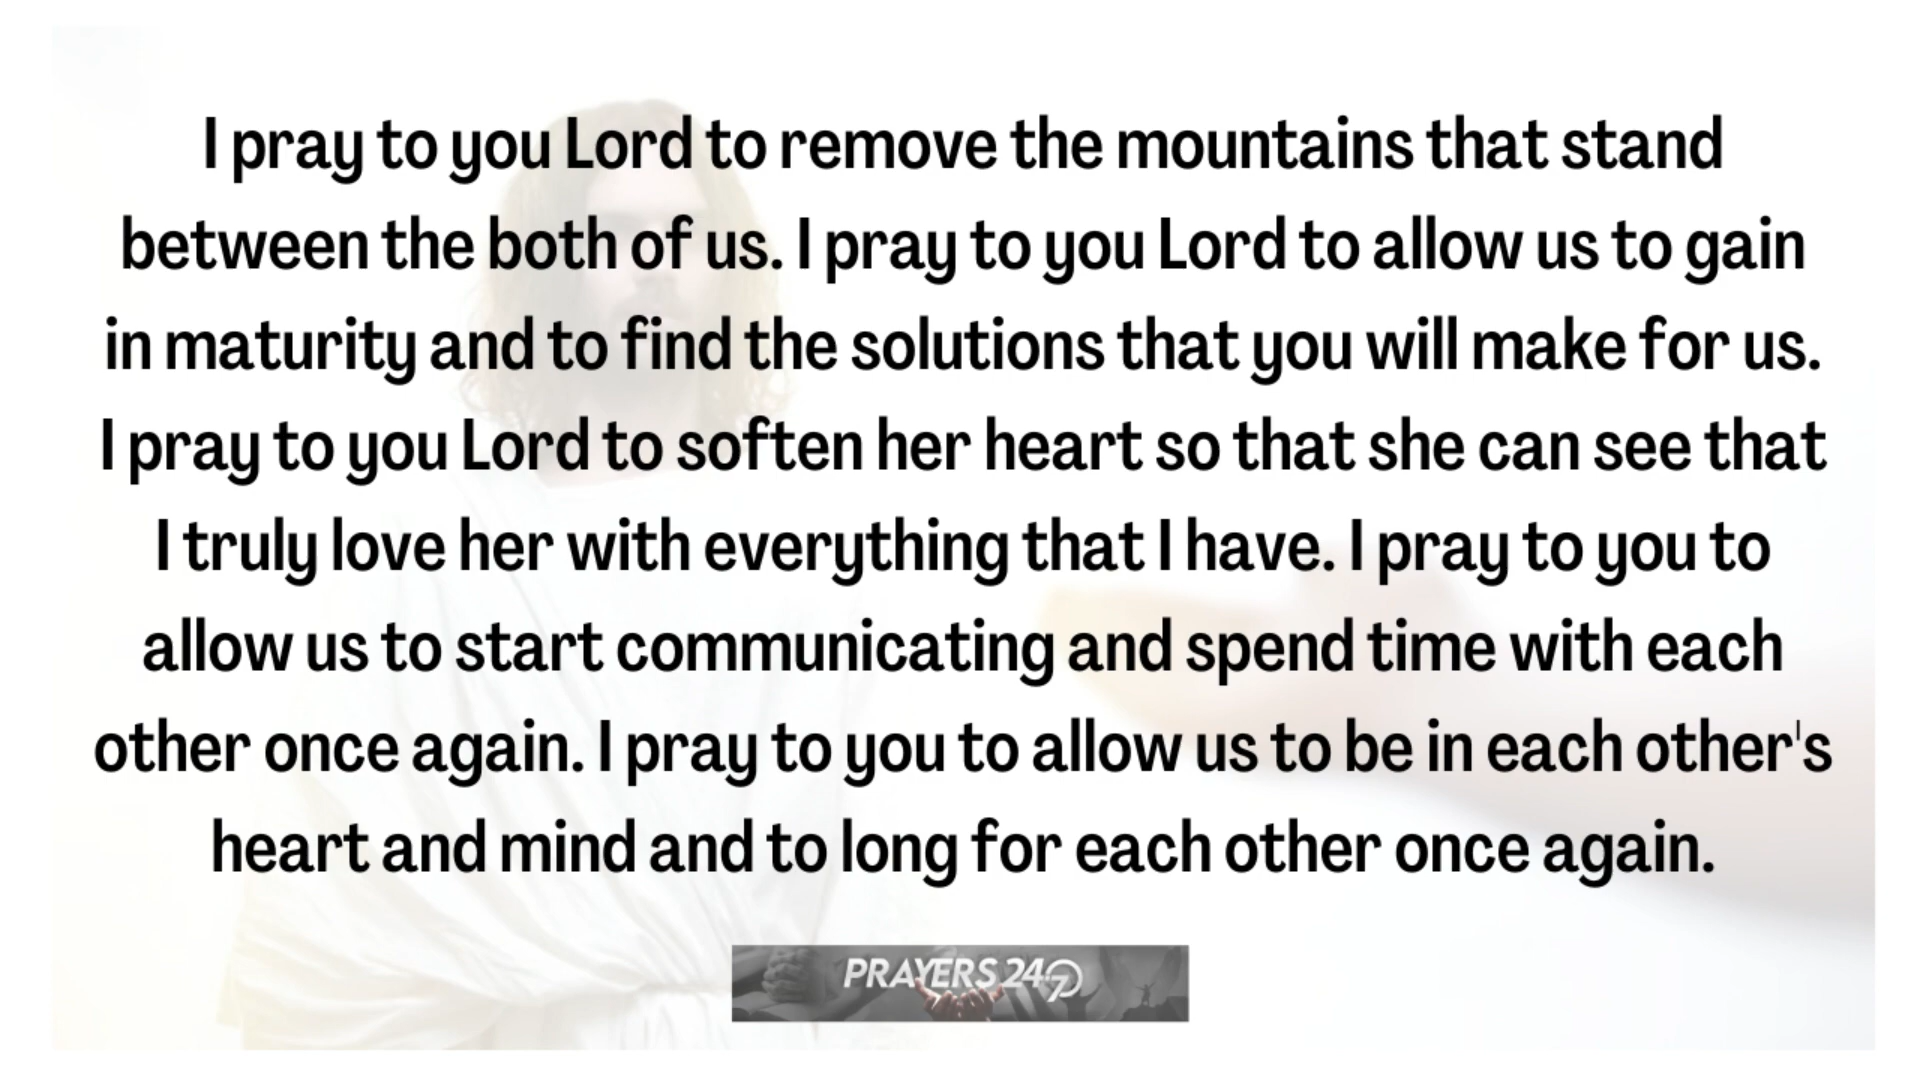 I pray to you Lord to remove the mountains that stand
between the both of us. I pray to you Lord to allow us to gain
in maturity and to find the solutions that you will make for us.
I pray to you Lord to soften her heart so that she can see that
I truly love her with everything that I have. I pray to you to
allow us to start communicating and spend time with each
other once again. I pray to you to allow us to be in each other's
heart and mind and to long for each other once again.
PRAYERS 24/7